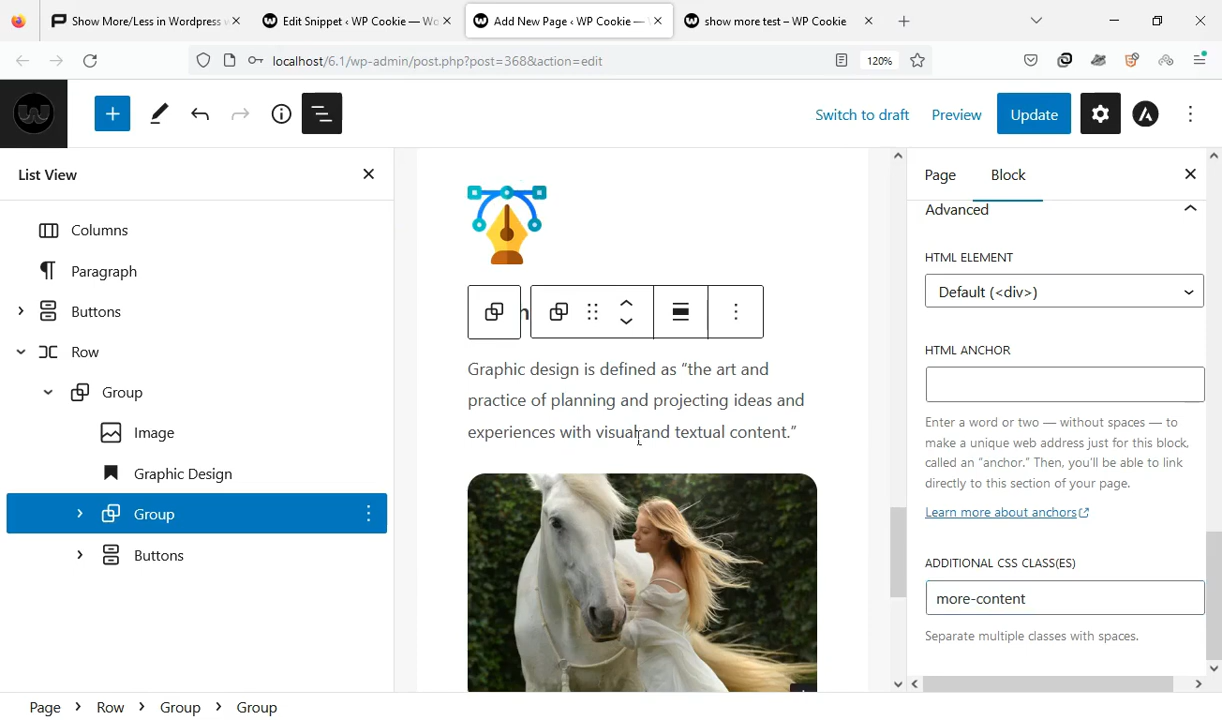 Show More/Less in Wordpress
Edit Snippet ‹ WP Cookie — Wo
Add New Page ‹ WP Cookie —
show more test – WP Cookie
localhost/6.1/wp-admin/post.php?post=368&action=edit
120%
Switch to draft
Preview
Update
List View
Page
Block
Columns
Paragraph
Buttons
Row
Group
Image
Graphic Design
Group
Buttons
Graphic design is defined as “the art and
practice of planning and projecting ideas and
experiences with visual and textual content.”
Advanced
HTML ELEMENT
Default (<div>)
HTML ANCHOR
Enter a word or two — without spaces — to
make a unique web address just for this block,
called an “anchor.” Then, you’ll be able to link
directly to this section of your page.
Learn more about anchors
ADDITIONAL CSS CLASS(ES)
more-content
Separate multiple classes with spaces.
Page › Row › Group › Group